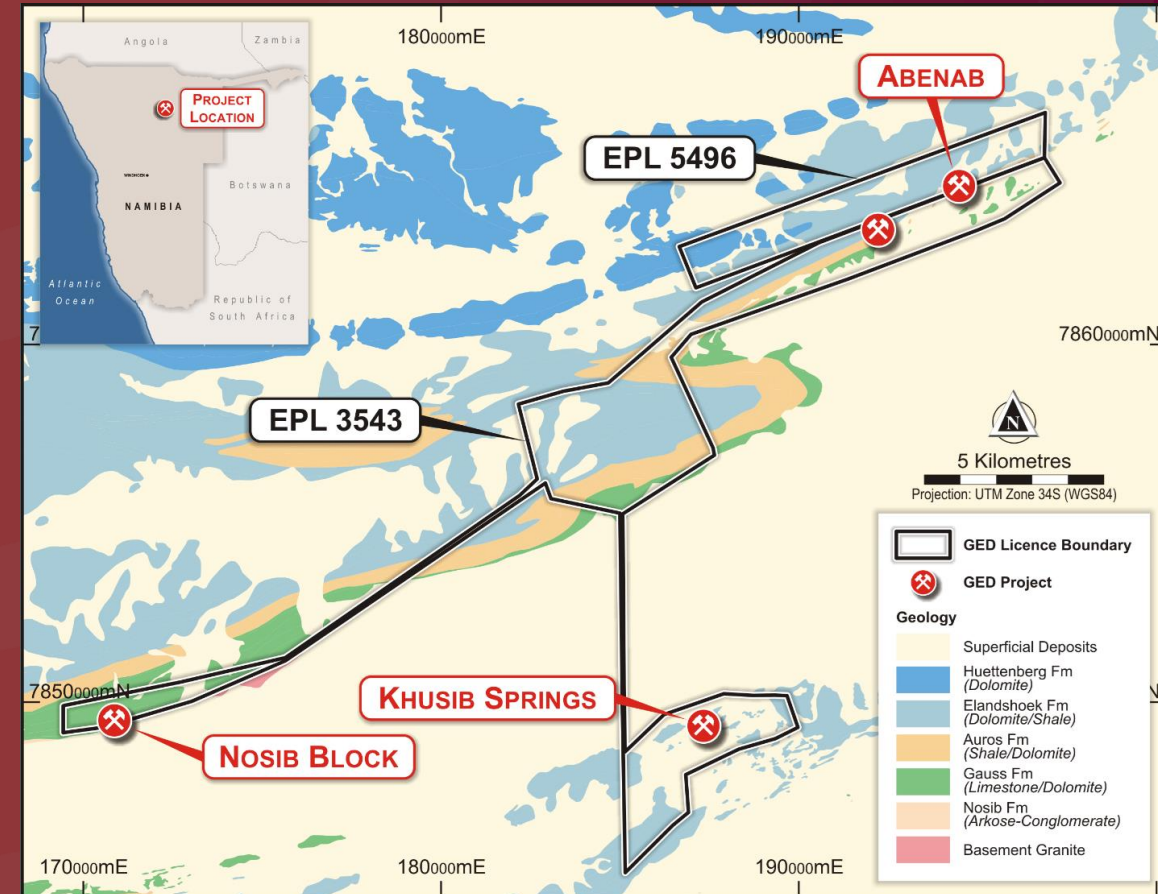 Angola
Zambia
PROJECT
LOCATION
WINDHOEK
NAMIBIA
Botswana
Atlantic
Ocean
Republic of
South Africa
180000mE
190000mE
ABENAB
EPL 5496
7860000mN
EPL 3543
N
5 Kilometres
Projection: UTM Zone 34S (WGS84)
GED Licence Boundary
GED Project
Geology
Superficial Deposits
Huettenberg Fm
(Dolomite)
Elandshoek Fm
(Dolomite/Shale)
Auros Fm
(Shale/Dolomite)
Gauss Fm
(Limestone/Dolomite)
Nosib Fm
(Arkose-Conglomerate)
Basement Granite
7850000mN
KHUSIB SPRINGS
NOSIB BLOCK
170000mE
180000mE
190000mE